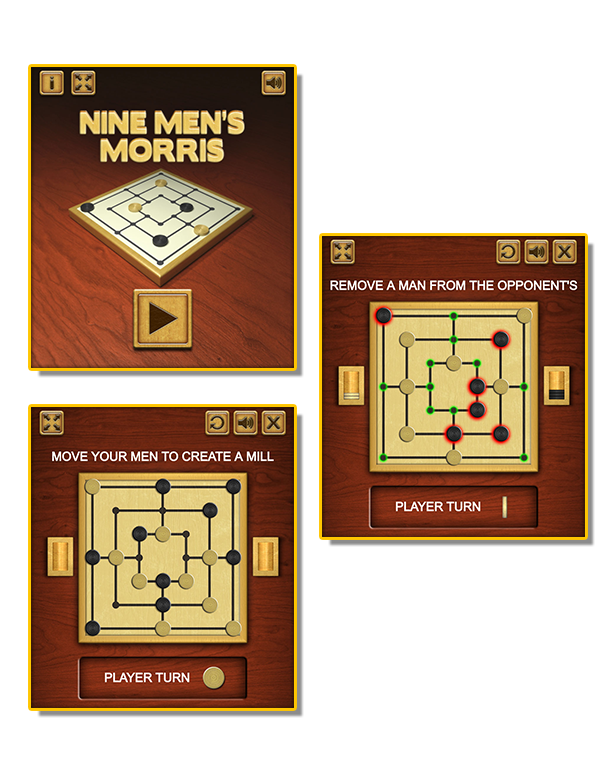 NINE MEN'S
MORRIS
REMOVE A MAN FROM THE OPPONENT'S
PLAYER TURN
MOVE YOUR MEN TO CREATE A MILL
PLAYER TURN